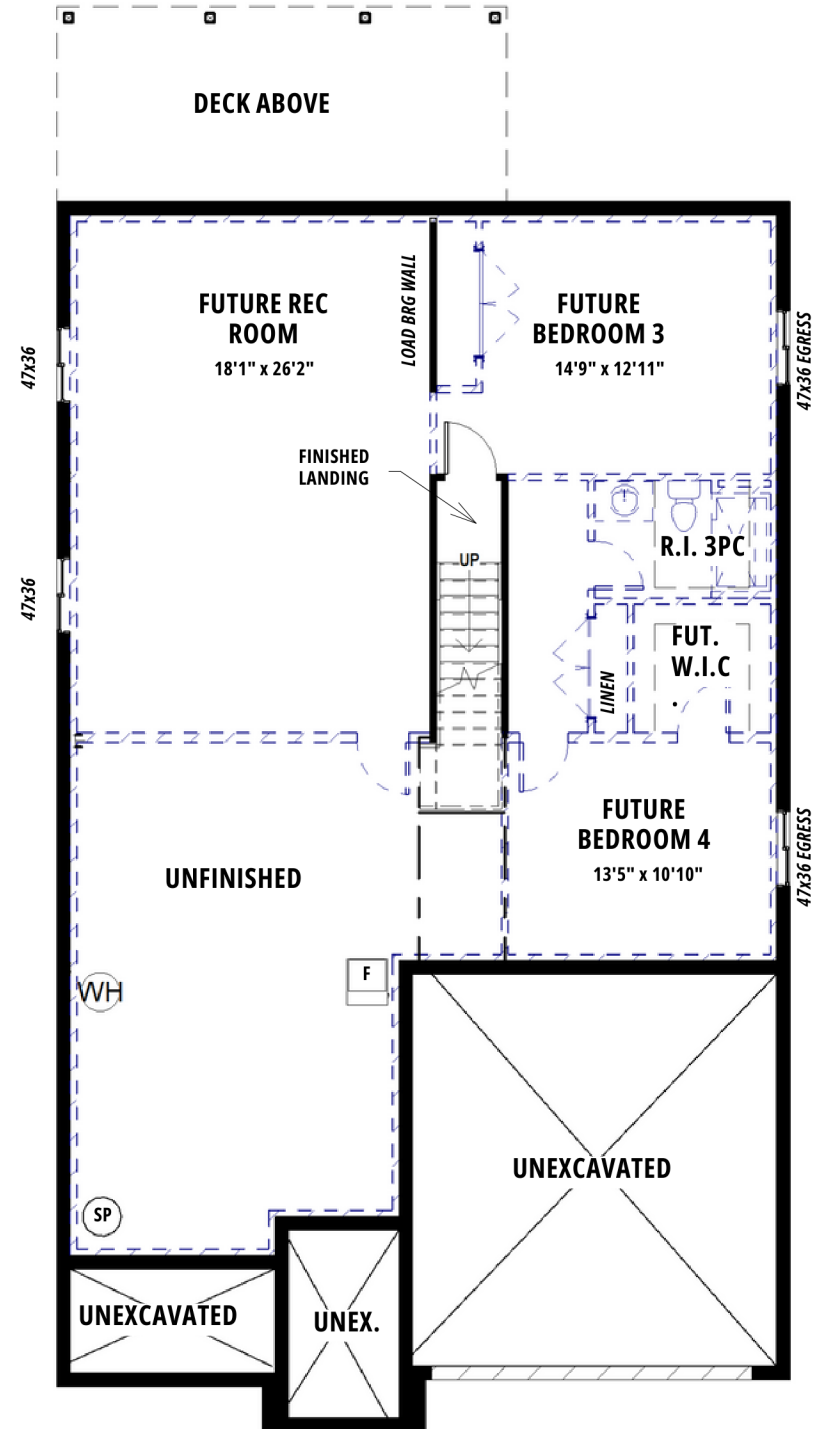 DECK ABOVE
FUTURE REC
ROOM
18'1" x 26'2"
LOAD BRG WALL
FUTURE
BEDROOM 3
14'9" x 12'11"
47x36
47x36 EGRESS
FINISHED
LANDING
UP
R.I. 3PC
47x36
FUT.
W.I.C
.
LINEN
FUTURE
BEDROOM 4
13'5" x 10'10"
47x36 EGRESS
UNFINISHED
F
WH
UNEXCAVATED
SP
UNEXCAVATED
UNEX.